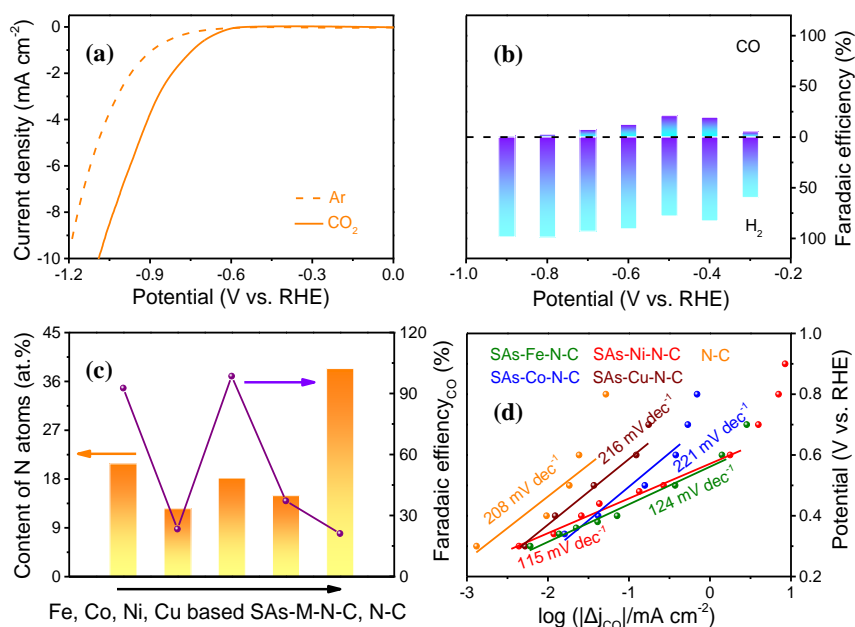 (a)
Current density (mA cm⁻²)
0
-2
-4
-6
-8
-10
Ar
CO₂
-1.2 -0.9 -0.6 -0.3 0.0
Potential (V vs. RHE)
(b)
CO
H₂
100
50
0
50
100
Faradaic efficiency (%)
-1.0 -0.8 -0.6 -0.4 -0.2
Potential (V vs. RHE)
(c)
Content of N atoms (at.%)
45
36
27
18
9
0
120
90
60
30
0
Faradaic efficiency_CO (%)
Fe, Co, Ni, Cu based SAs-M-N-C, N-C
(d)
SAs-Fe-N-C SAs-Ni-N-C N-C
SAs-Co-N-C SAs-Cu-N-C
208 mV dec⁻¹
216 mV dec⁻¹
221 mV dec⁻¹
124 mV dec⁻¹
115 mV dec⁻¹
1.0
0.8
0.6
0.4
0.2
Potential (V vs. RHE)
-3 -2 -1 0 1
log (|Δj_CO|/mA cm⁻²)